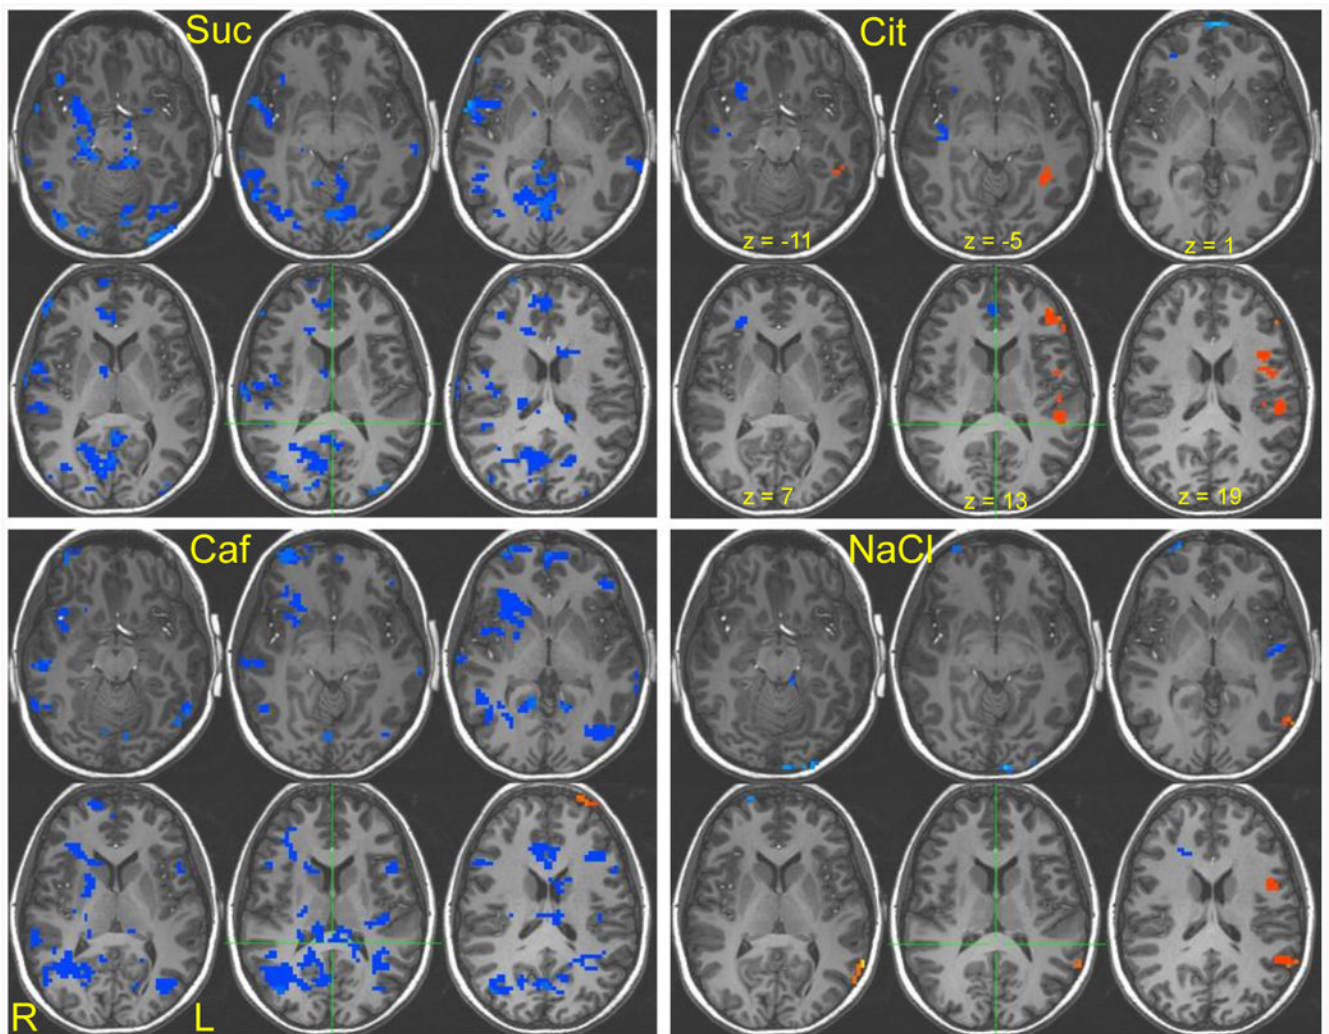 Suc
Cit
z = -11
z = -5
z = 1
z = 7
z = 13
z = 19
Caf
NaCl
R
L